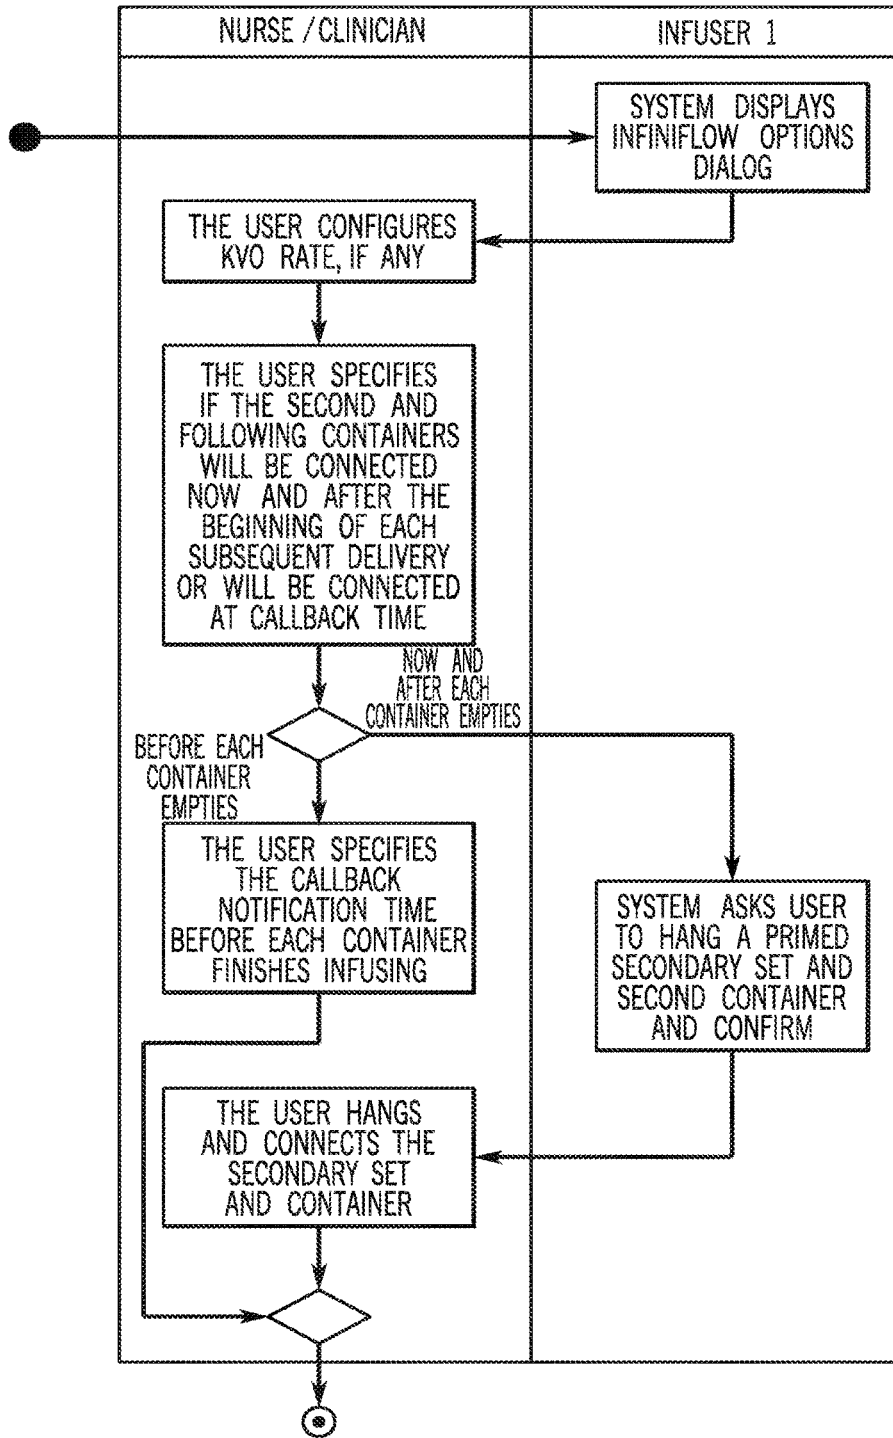 NURSE / CLINICIAN
INFUSER 1
SYSTEM DISPLAYS
INFINIFLOW OPTIONS
DIALOG
THE USER CONFIGURES
KVO RATE, IF ANY
THE USER SPECIFIES
IF THE SECOND AND
FOLLOWING CONTAINERS
WILL BE CONNECTED
NOW AND AFTER THE
BEGINNING OF EACH
SUBSEQUENT DELIVERY
OR WILL BE CONNECTED
AT CALLBACK TIME
NOW AND
AFTER EACH
CONTAINER EMPTIES
BEFORE EACH
CONTAINER
EMPTIES
THE USER SPECIFIES
THE CALLBACK
NOTIFICATION TIME
BEFORE EACH CONTAINER
FINISHES INFUSING
SYSTEM ASKS USER
TO HANG A PRIMED
SECONDARY SET AND
SECOND CONTAINER
AND CONFIRM
THE USER HANGS
AND CONNECTS THE
SECONDARY SET
AND CONTAINER